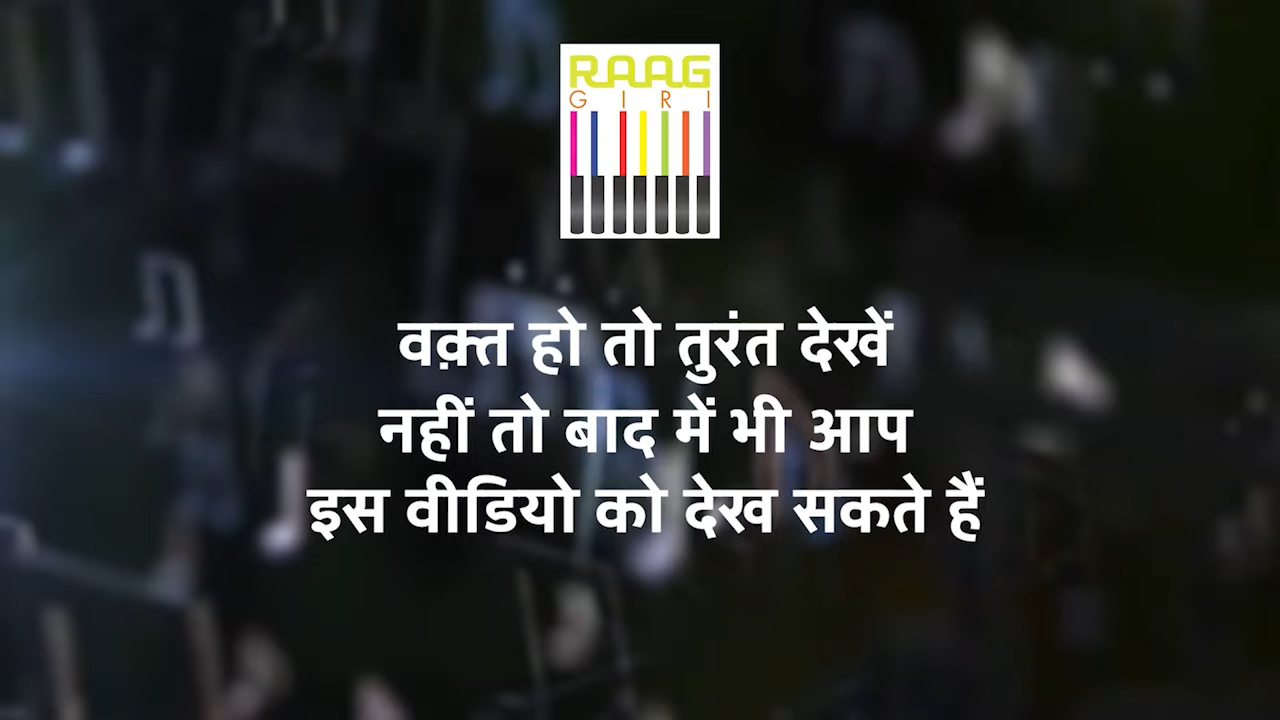 RAAG
GIRI
वक़्त हो तो तुरंत देखें
नहीं तो बाद में भी आप
इस वीडियो को देख सकते हैं